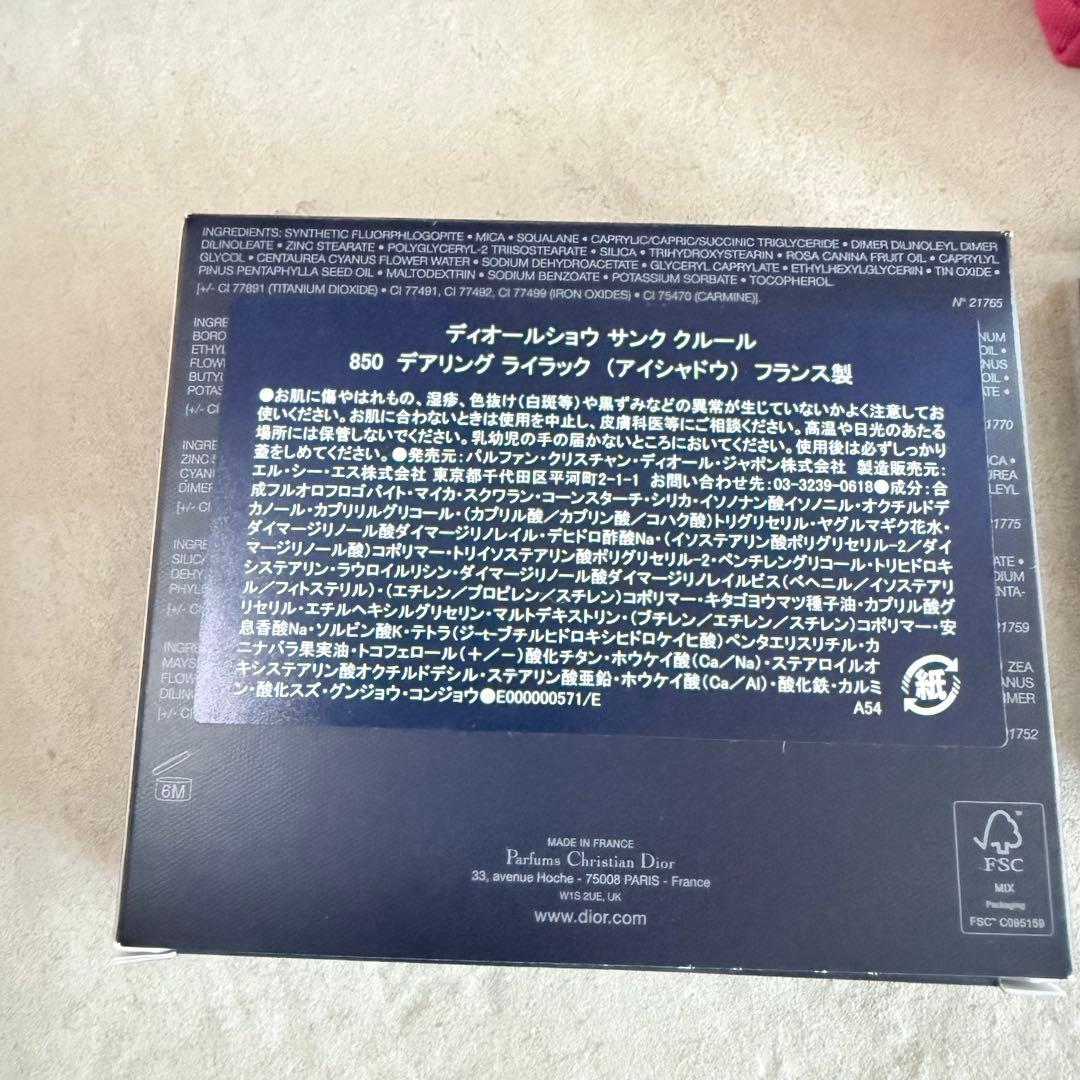 INGREDIENTS: SYNTHETIC FLUORPHLOGOPITE • MICA • SQUALANE • CAPRYLIC/CAPRIC/SUCCINIC TRIGLYCERIDE • DIMER DILINOLEYL DIMER
DILINOLEATE • ZINC STEARATE • POLYGLYCERYL-2 TRIISOSTEARATE • SILICA • TRIHYDROXYSTEARIN • ROSA CANINA FRUIT OIL • CAPRYLYL
GLYCOL • CENTAUREA CYANUS FLOWER WATER • SODIUM DEHYDROACETATE • GLYCERYL CAPRYLATE • ETHYLHEXYLGLYCERIN • TIN OXIDE •
PINUS PENTAPHYLLA SEED OIL • MALTODEXTRIN • SODIUM BENZOATE • POTASSIUM SORBATE • TOCOPHEROL.
[+/- CI 77891 (TITANIUM DIOXIDE) • CI 77491, CI 77492, CI 77499 (IRON OXIDES) • CI 75470 (CARMINE)].
N° 21765
ディオールショウ サンク クルール
850 デアリング ライラック (アイシャドウ) フランス製
●お肌に傷やはれもの、湿疹、色抜け(白斑等)や黒ずみなどの異常が生じていないかよく注意してお
使いください。お肌に合わないときは使用を中止し、皮膚科医等にご相談ください。高温や日光のあたる
場所には保管しないでください。乳幼児の手の届かないところにおいてください。使用後は必ずしっかり
蓋をしめてください。●発売元:パルファン・クリスチャン・ディオール・ジャポン株式会社 製造販売元:
エル・シー・エス株式会社 東京都千代田区平河町2-1-1 お問い合わせ先:03-3239-0618●成分:合
成フルオロフロゴパイト・マイカ・スクワラン・コーンスターチ・シリカ・イソノナン酸イソノニル・オクチルドデ
カノール・カプリリルグリコール・(カプリル酸/カプリン酸/コハク酸)トリグリセリル・ヤグルマギク花水・
ダイマージリノール酸ダイマージリノレイル・デヒドロ酢酸Na・(イソステアリン酸ポリグリセリル-2/ダイ
マージリノール酸)コポリマー・トリイソステアリン酸ポリグリセリル-2・ペンチレングリコール・トリヒドロキ
システアリン・ラウロイルリシン・ダイマージリノール酸ダイマージリノレイルビス(ベヘニル/イソステアリ
ル/フィトステリル)・(エチレン/プロピレン/スチレン)コポリマー・キタゴヨウマツ種子油・カプリル酸グ
リセリル・エチルヘキシルグリセリン・マルトデキストリン・(ブチレン/エチレン/スチレン)コポリマー・安
息香酸Na・ソルビン酸K・テトラ(ジ-t-ブチルヒドロキシヒドロケイヒ酸)ペンタエリスリチル・カ
ニナバラ果実油・トコフェロール(+/-)酸化チタン・ホウケイ酸(Ca/Na)・ステアロイルオ
キシステアリン酸オクチルドデシル・ステアリン酸亜鉛・ホウケイ酸(Ca/Al)・酸化鉄・カルミ
ン・酸化スズ・グンジョウ・コンジョウ●E000000571/E
A54
紙
6M
MADE IN FRANCE
Parfums Christian Dior
33, avenue Hoche - 75008 PARIS - France
W1S 2UE, UK
www.dior.com
FSC
MIX
Packaging
FSC™ C095159